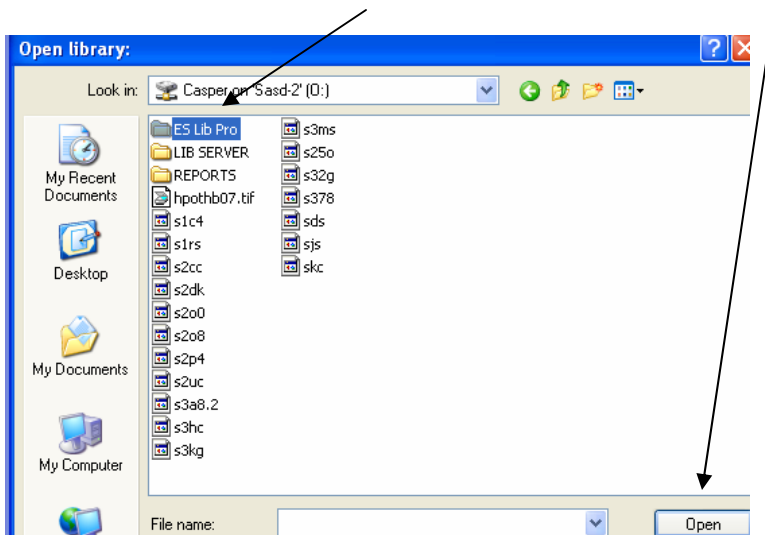 Open library:
Look in: Casper on 'Sasd-2' (O:)
My Recent Documents
Desktop
My Documents
My Computer
ES Lib Pro
LIB SERVER
REPORTS
hpothb07.tif
s1c4
s1rs
s2cc
s2dk
s2o0
s2o8
s2p4
s2uc
s3a8.2
s3hc
s3kg
s3ms
s25o
s32g
s378
sds
sjs
skc
File name:
Open